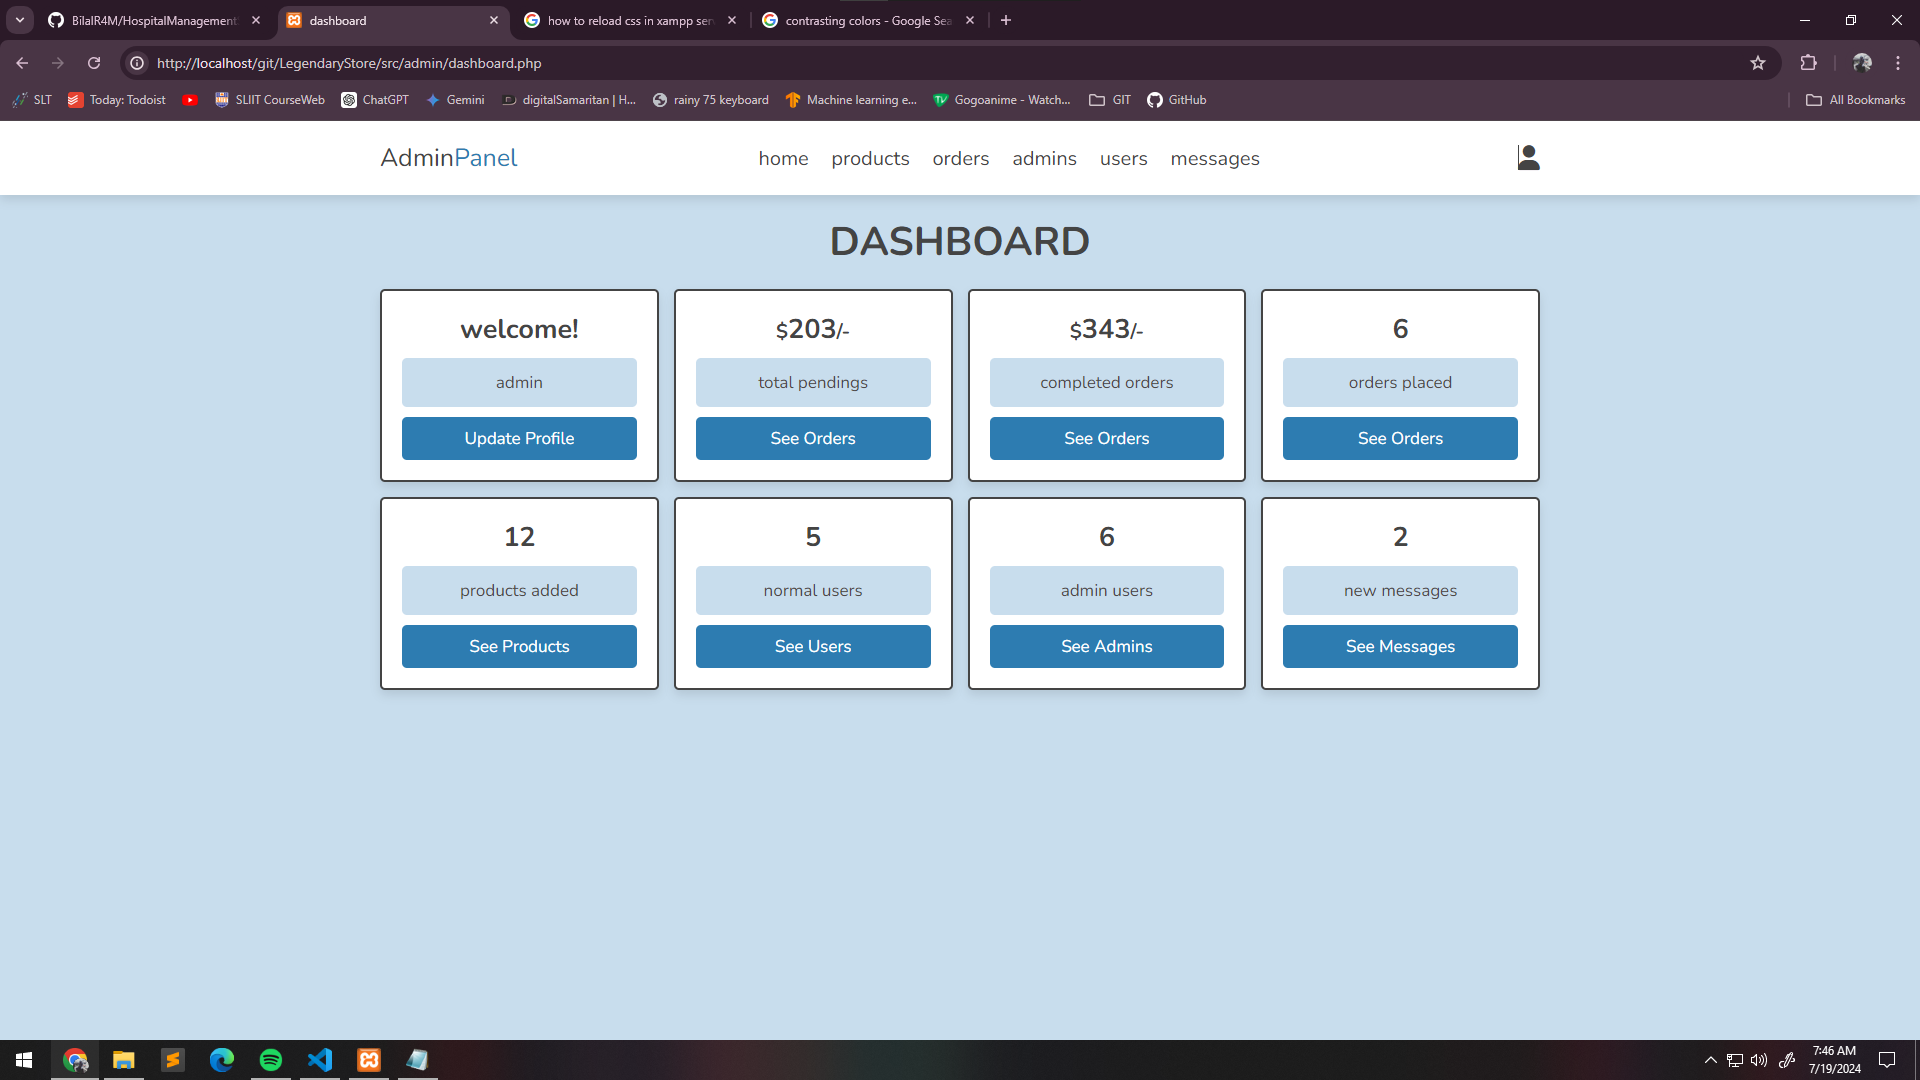 BilalR4M/HospitalManagement
dashboard
how to reload css in xampp ser
contrasting colors - Google Sea
http://localhost/git/LegendaryStore/src/admin/dashboard.php
SLT
Today: Todoist
SLIIT CourseWeb
ChatGPT
Gemini
digitalSamaritan | H...
rainy 75 keyboard
Machine learning e...
Gogoanime - Watch...
GIT
GitHub
All Bookmarks
AdminPanel
home products orders admins users messages
DASHBOARD
welcome!
admin
Update Profile
$203/-
total pendings
See Orders
$343/-
completed orders
See Orders
6
orders placed
See Orders
12
products added
See Products
5
normal users
See Users
6
admin users
See Admins
2
new messages
See Messages
7:46 AM
7/19/2024